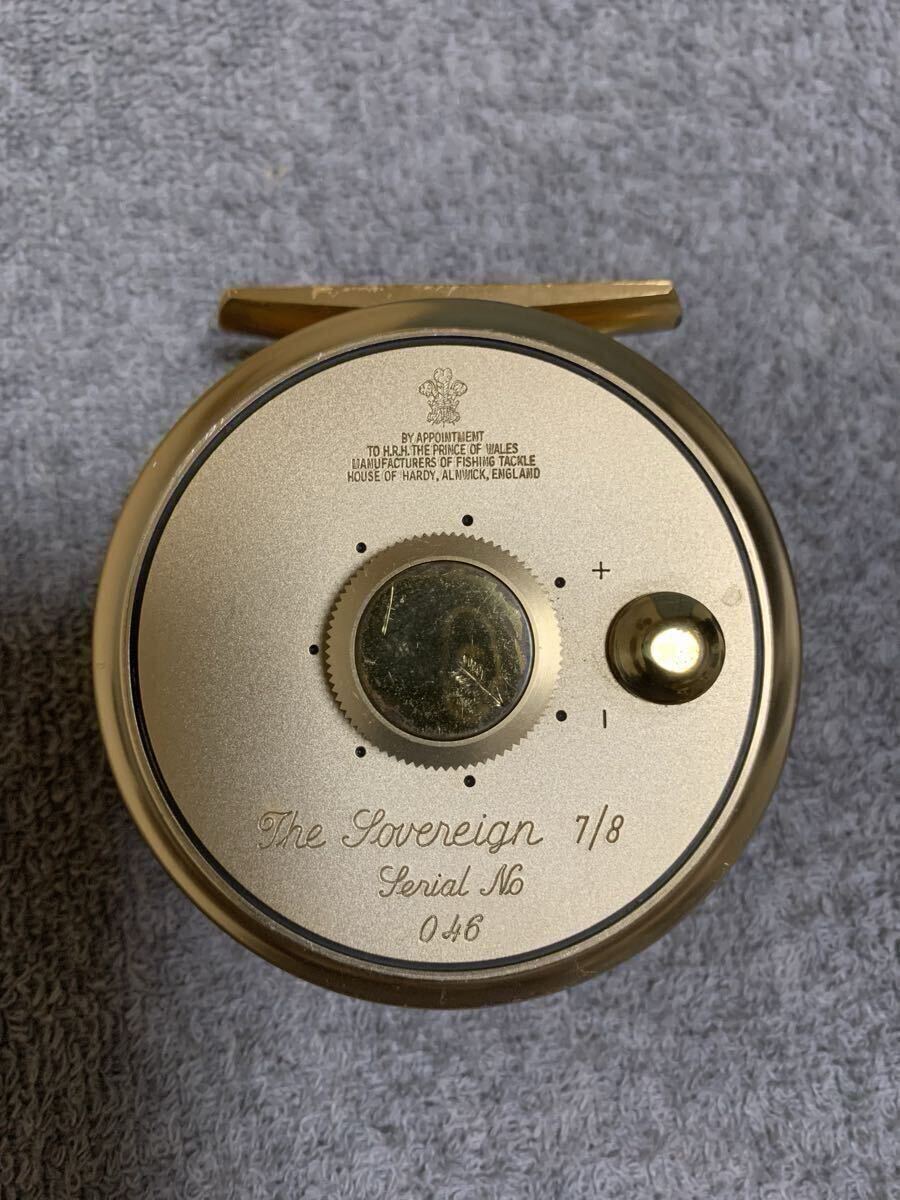 BY APPOINTMENT
TO H.R.H. THE PRINCE OF WALES
MANUFACTURERS OF FISHING TACKLE
HOUSE OF HARDY, ALNWICK, ENGLAND
+
–
The Sovereign 7/8
Serial No
046